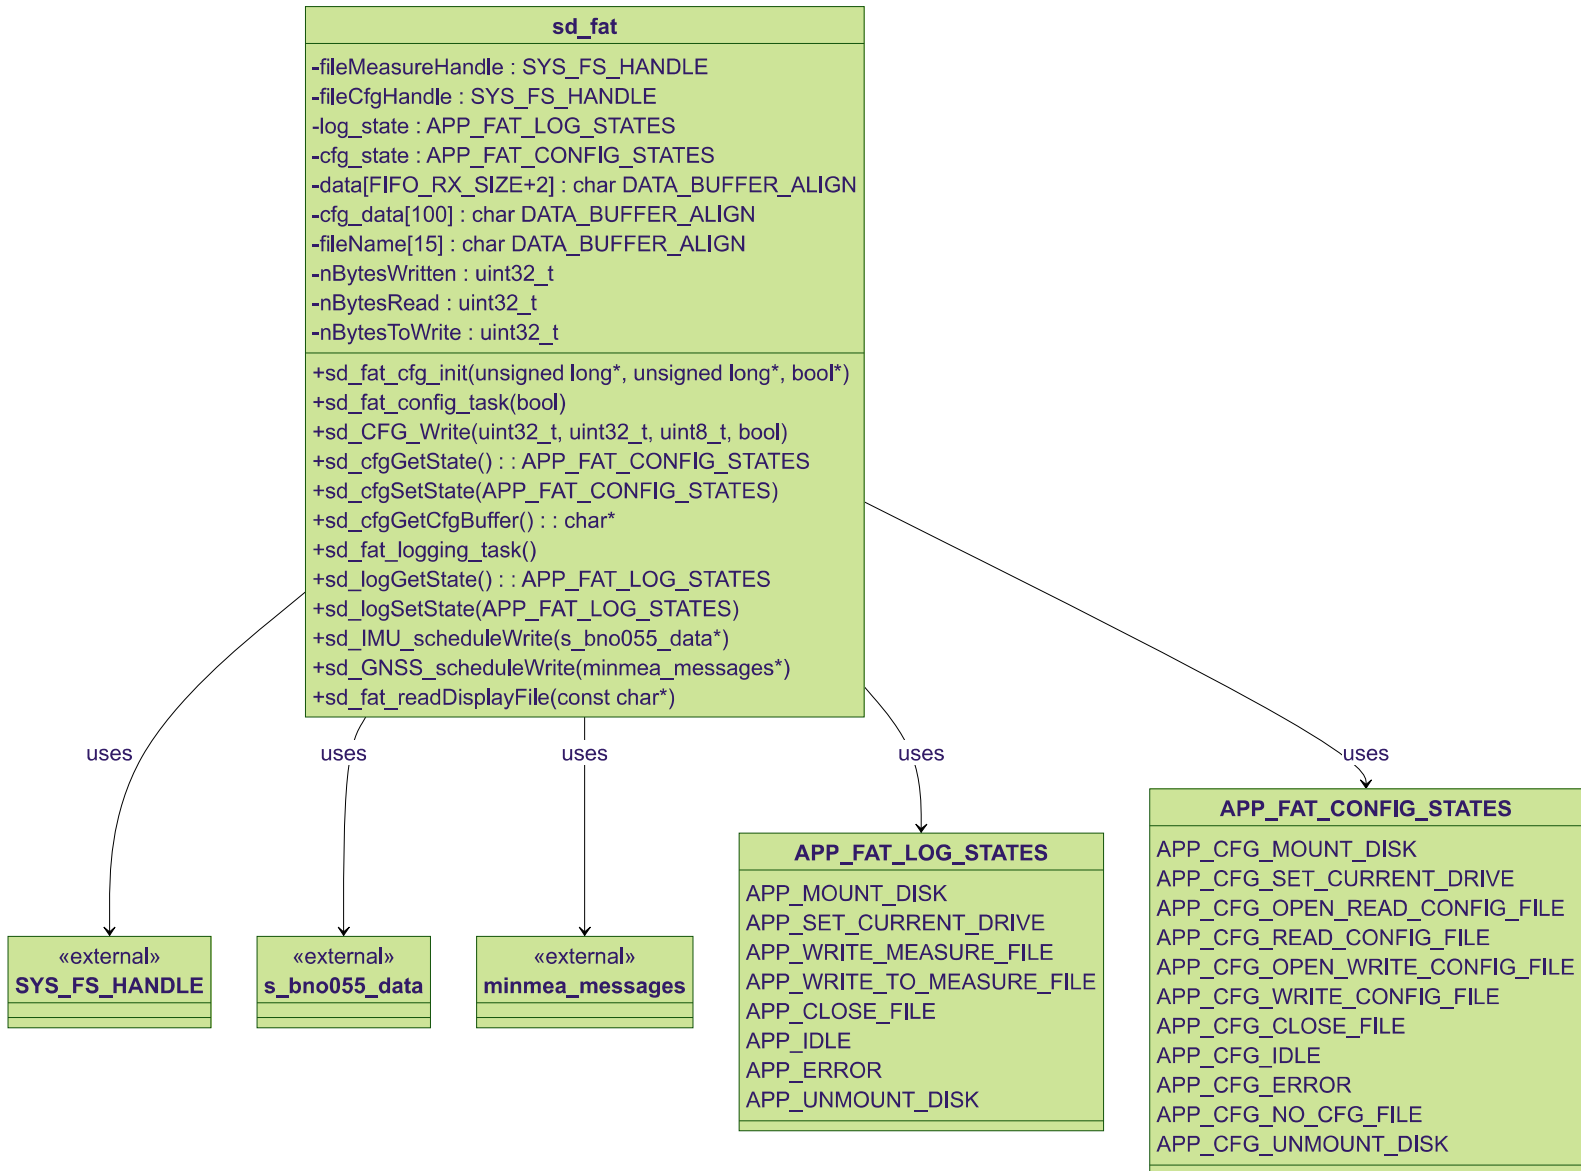 sd_fat
-fileMeasureHandle : SYS_FS_HANDLE
-fileCfgHandle : SYS_FS_HANDLE
-log_state : APP_FAT_LOG_STATES
-cfg_state : APP_FAT_CONFIG_STATES
-data[FIFO_RX_SIZE+2] : char DATA_BUFFER_ALIGN
-cfg_data[100] : char DATA_BUFFER_ALIGN
-fileName[15] : char DATA_BUFFER_ALIGN
-nBytesWritten : uint32_t
-nBytesRead : uint32_t
-nBytesToWrite : uint32_t
+sd_fat_cfg_init(unsigned long*, unsigned long*, bool*)
+sd_fat_config_task(bool)
+sd_CFG_Write(uint32_t, uint32_t, uint8_t, bool)
+sd_cfgGetState() : : APP_FAT_CONFIG_STATES
+sd_cfgSetState(APP_FAT_CONFIG_STATES)
+sd_cfgGetCfgBuffer() : : char*
+sd_fat_logging_task()
+sd_logGetState() : : APP_FAT_LOG_STATES
+sd_logSetState(APP_FAT_LOG_STATES)
+sd_IMU_scheduleWrite(s_bno055_data*)
+sd_GNSS_scheduleWrite(minmea_messages*)
+sd_fat_readDisplayFile(const char*)
uses
uses
uses
uses
uses
«external»
SYS_FS_HANDLE
«external»
s_bno055_data
«external»
minmea_messages
APP_FAT_LOG_STATES
APP_MOUNT_DISK
APP_SET_CURRENT_DRIVE
APP_WRITE_MEASURE_FILE
APP_WRITE_TO_MEASURE_FILE
APP_CLOSE_FILE
APP_IDLE
APP_ERROR
APP_UNMOUNT_DISK
APP_FAT_CONFIG_STATES
APP_CFG_MOUNT_DISK
APP_CFG_SET_CURRENT_DRIVE
APP_CFG_OPEN_READ_CONFIG_FILE
APP_CFG_READ_CONFIG_FILE
APP_CFG_OPEN_WRITE_CONFIG_FILE
APP_CFG_WRITE_CONFIG_FILE
APP_CFG_CLOSE_FILE
APP_CFG_IDLE
APP_CFG_ERROR
APP_CFG_NO_CFG_FILE
APP_CFG_UNMOUNT_DISK